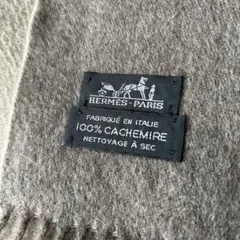 HERMÈS-PARIS
FABRIQUÉ EN ITALIE
100% CACHEMIRE
NETTOYAGE À SEC